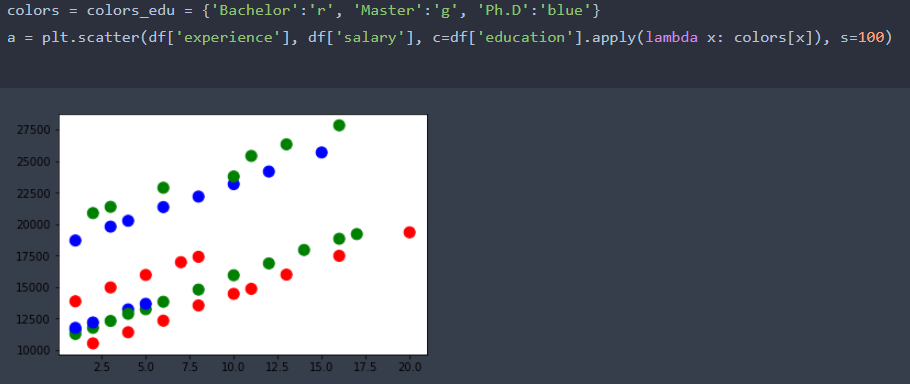 colors = colors_edu = {'Bachelor':'r', 'Master':'g', 'Ph.D':'blue'}
a = plt.scatter(df['experience'], df['salary'], c=df['education'].apply(lambda x: colors[x]), s=100)
27500
25000
22500
20000
17500
15000
12500
10000
2.5 5.0 7.5 10.0 12.5 15.0 17.5 20.0